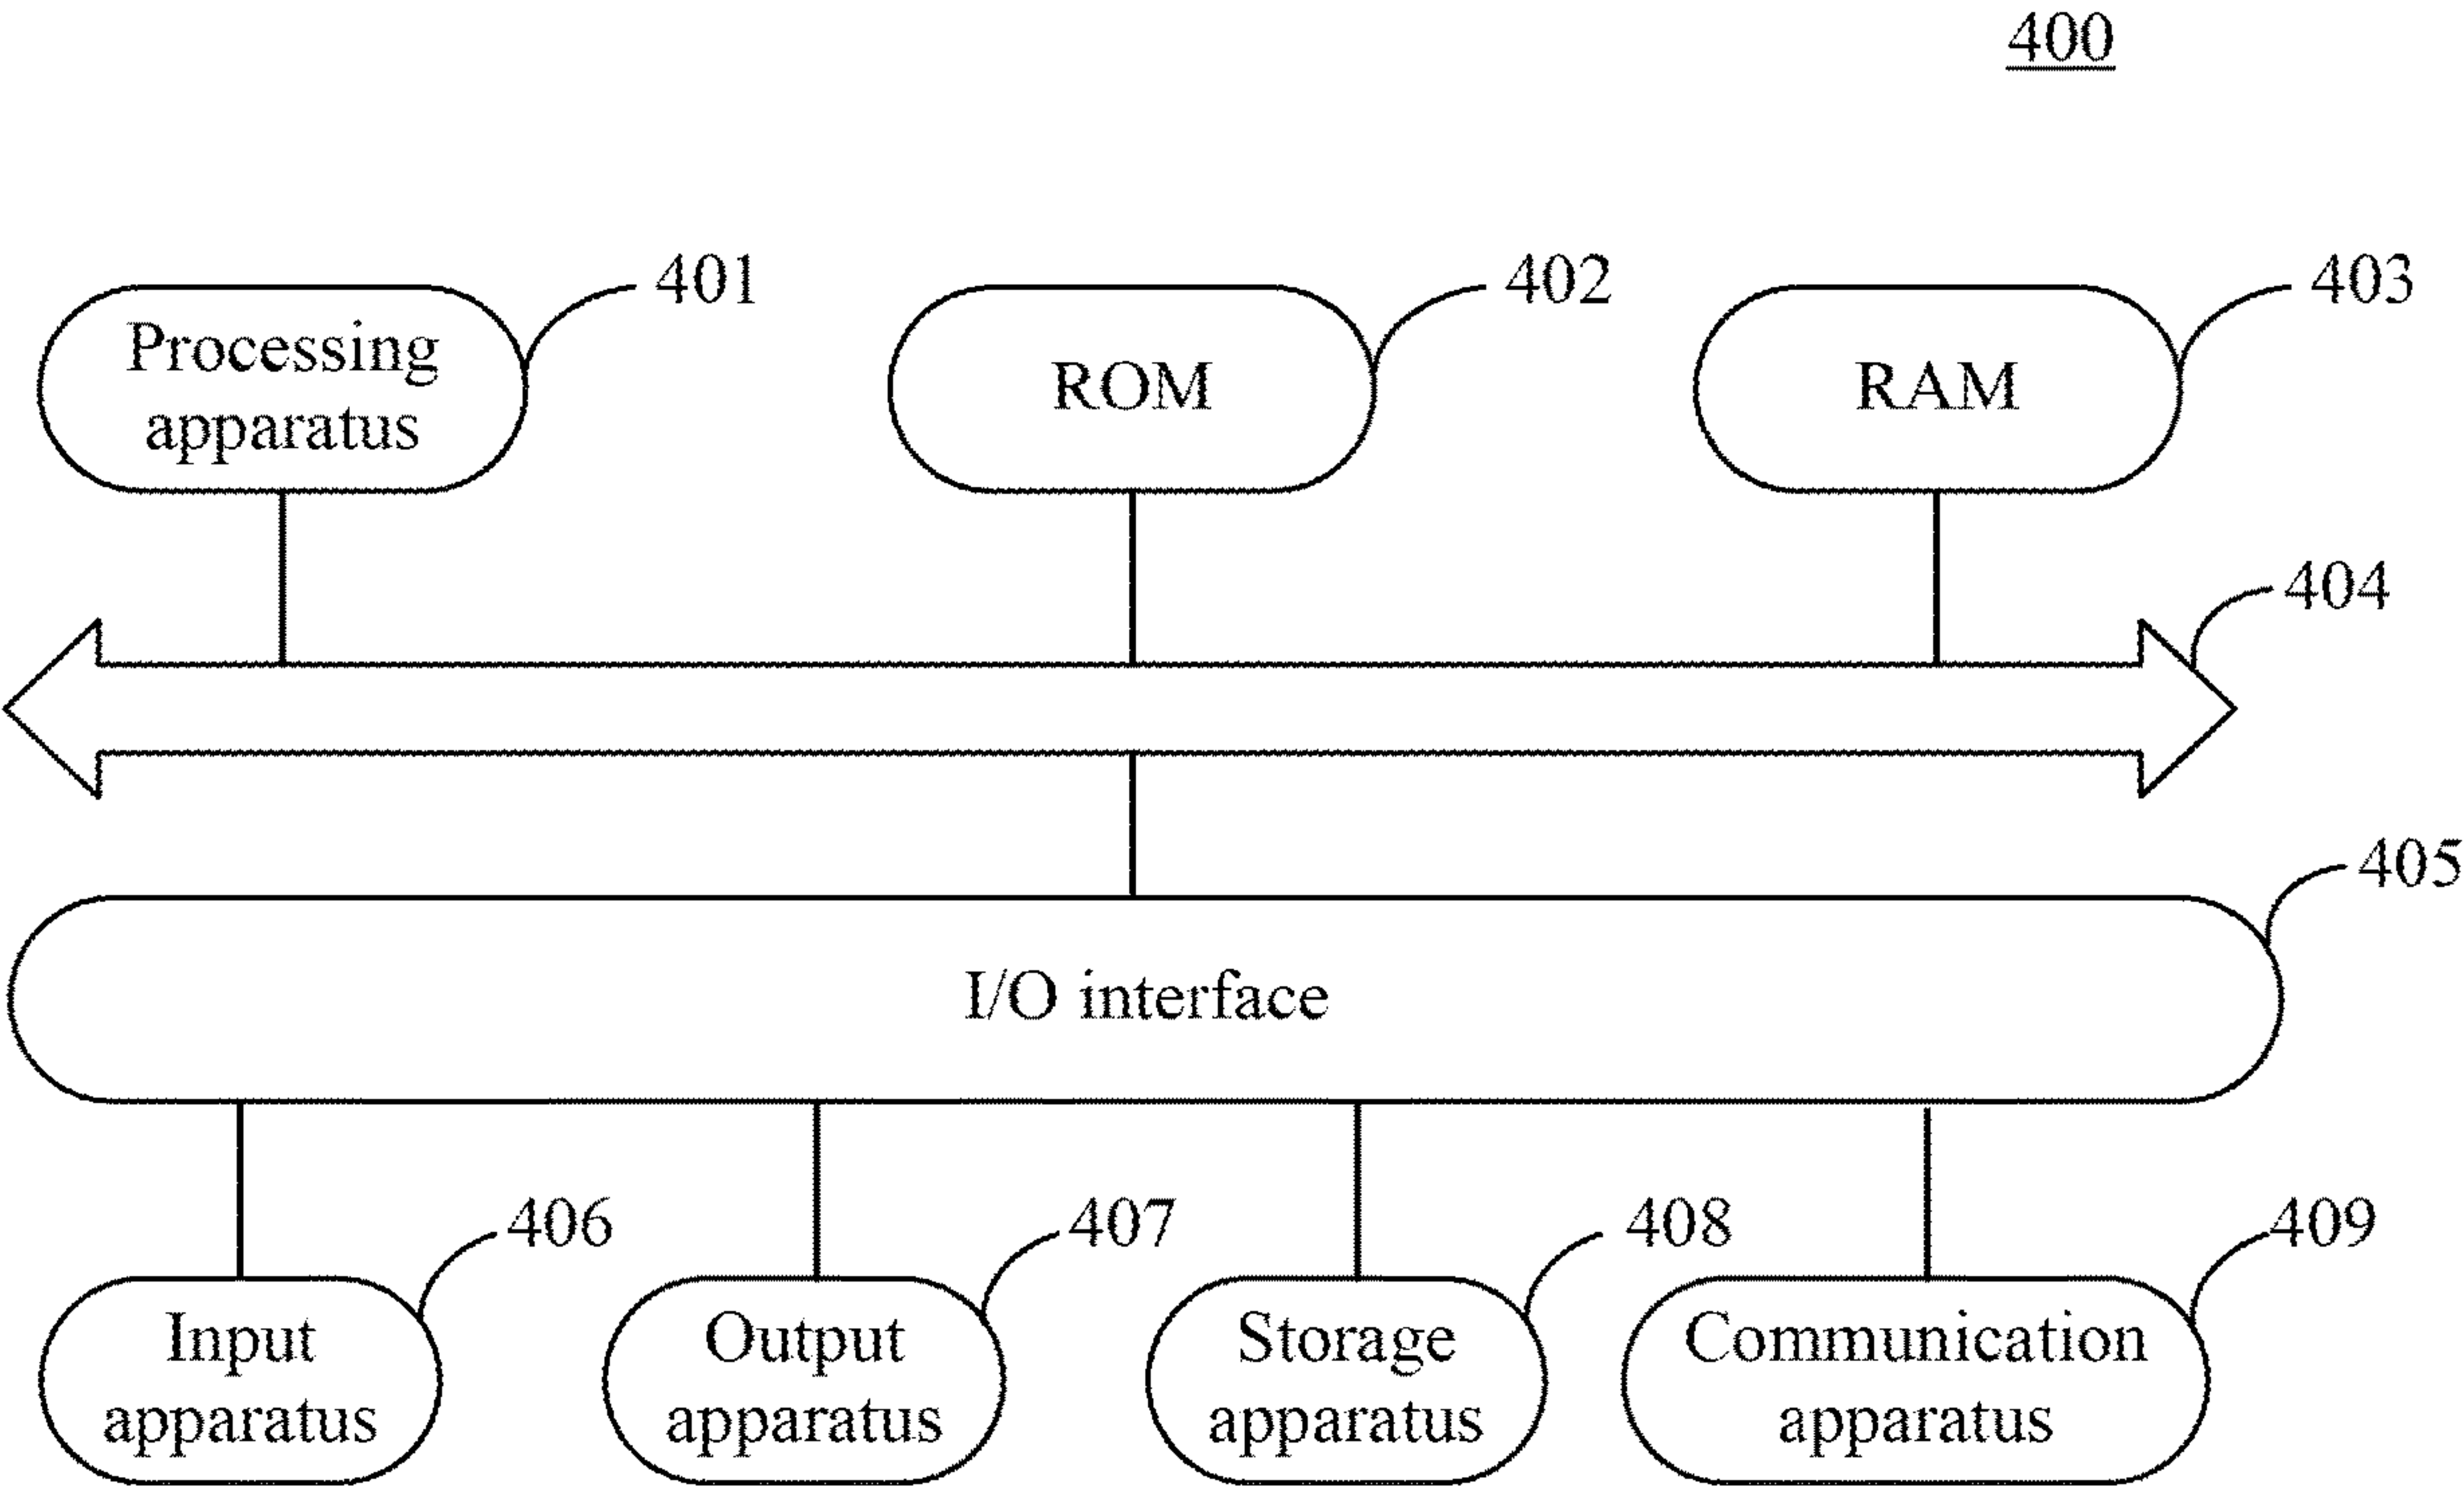 400
401
402
403
Processing
apparatus
ROM
RAM
404
405
I/O interface
406
407
408
409
Input
apparatus
Output
apparatus
Storage
apparatus
Communication
apparatus